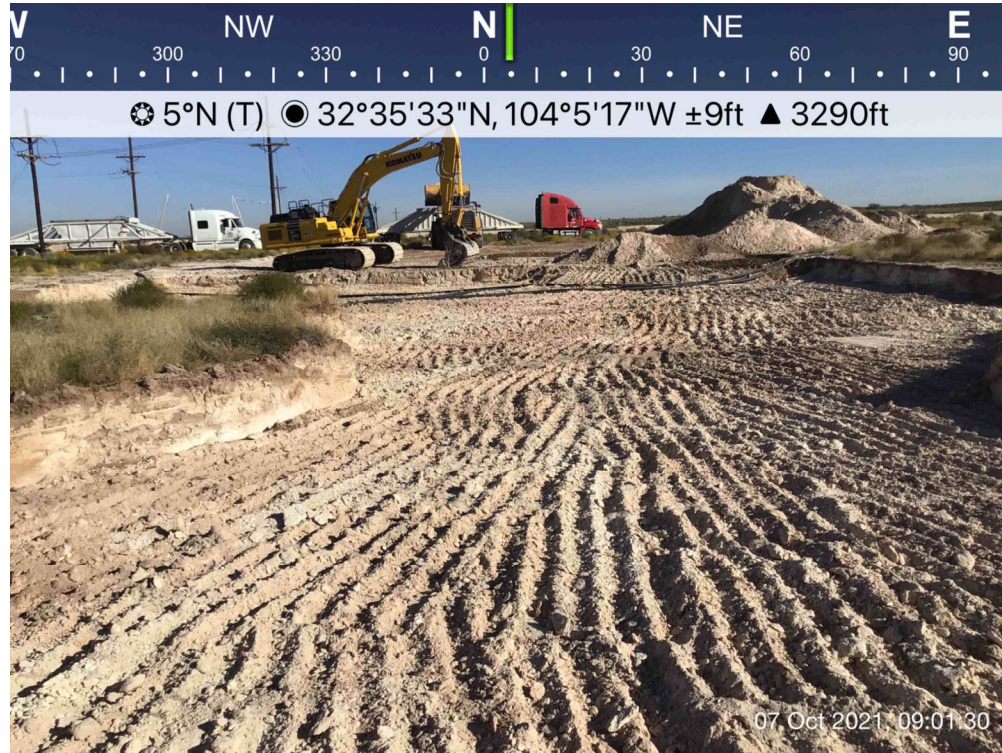 W NW N NE E
70 300 330 0 30 60 90
5°N (T) 32°35'33"N, 104°5'17"W ±9ft ▲ 3290ft
KOMATSU
07 Oct 2021, 09:01:30